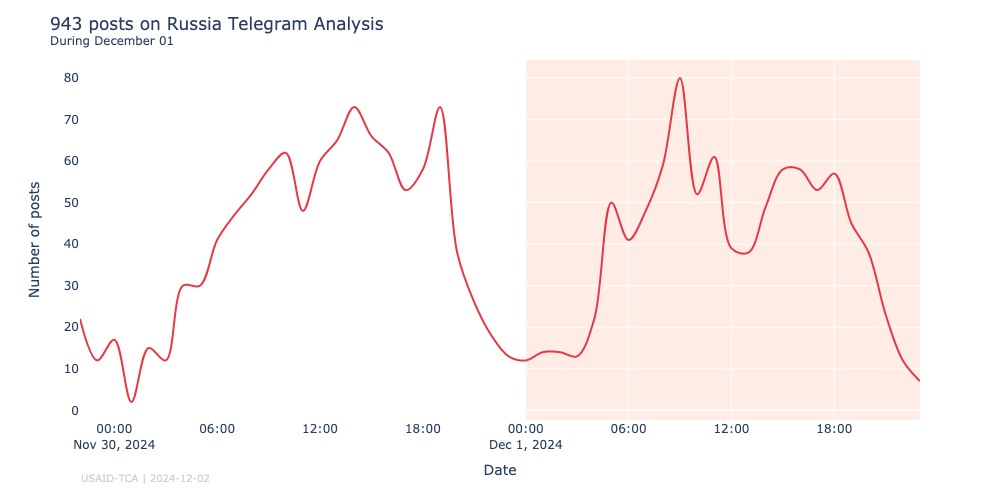 943 posts on Russia Telegram Analysis
During December 01
80
70
60
50
40
30
20
10
0
Number of posts
00:00 06:00 12:00 18:00 00:00 06:00 12:00 18:00
Nov 30, 2024 Dec 1, 2024
Date
USAID-TCA | 2024-12-02